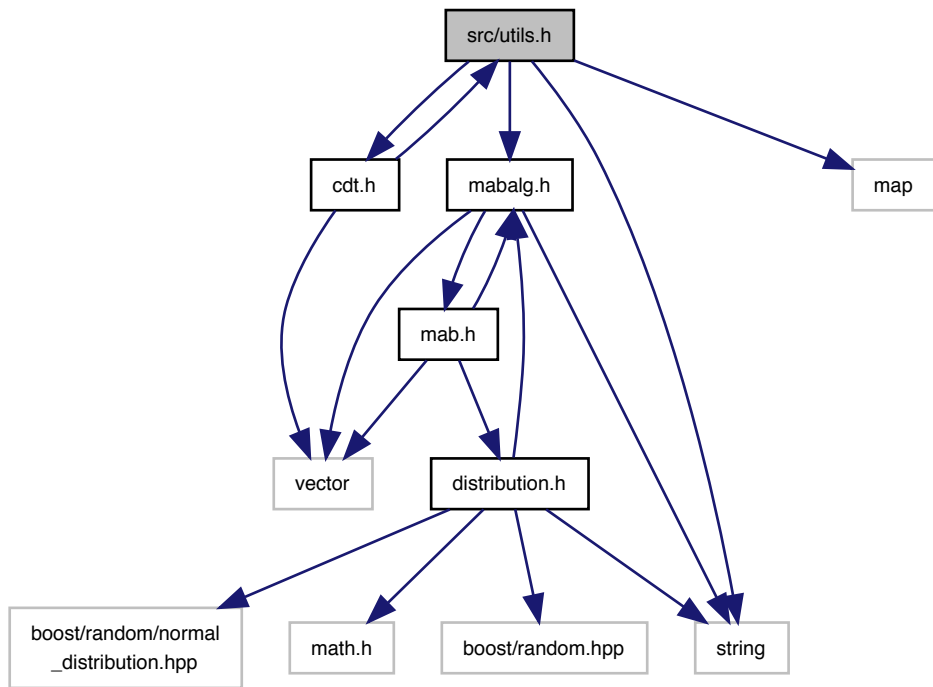 src/utils.h
cdt.h
mabalg.h
map
mab.h
vector
distribution.h
boost/random/normal
_distribution.hpp
math.h
boost/random.hpp
string